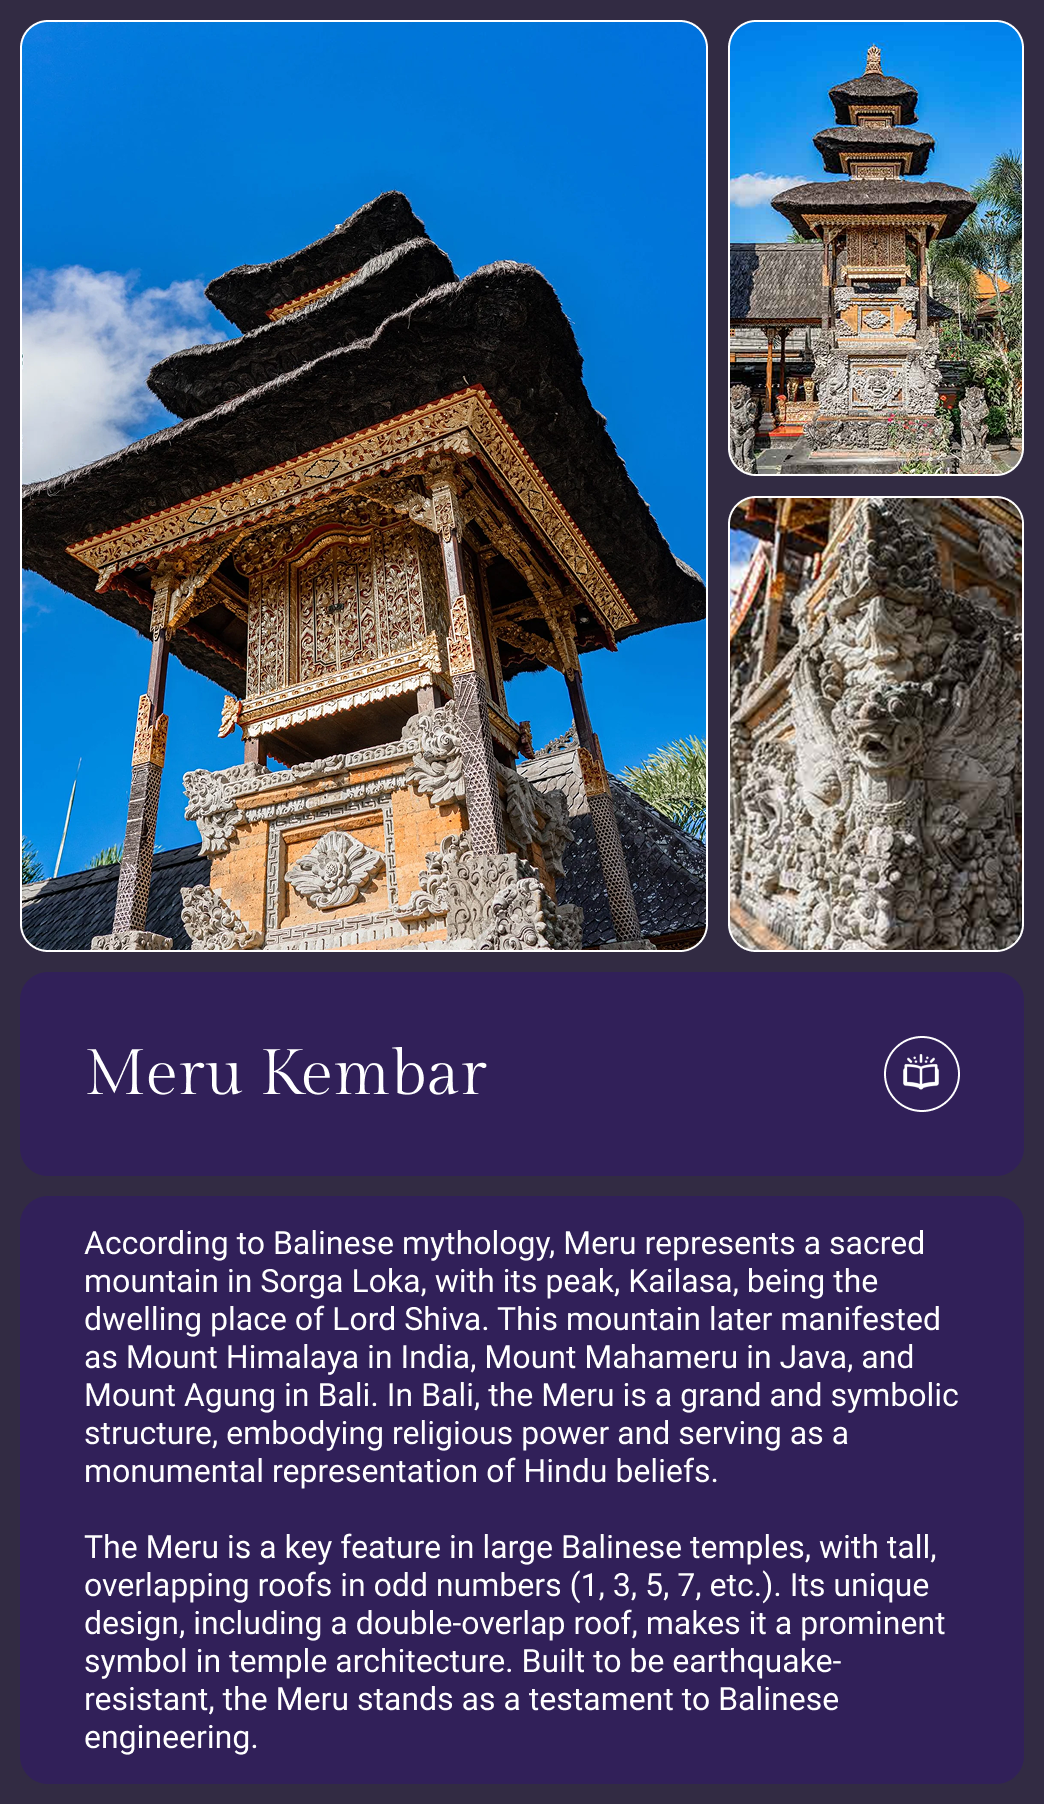 Meru Kembar
According to Balinese mythology, Meru represents a sacred
mountain in Sorga Loka, with its peak, Kailasa, being the
dwelling place of Lord Shiva. This mountain later manifested
as Mount Himalaya in India, Mount Mahameru in Java, and
Mount Agung in Bali. In Bali, the Meru is a grand and symbolic
structure, embodying religious power and serving as a
monumental representation of Hindu beliefs.
The Meru is a key feature in large Balinese temples, with tall,
overlapping roofs in odd numbers (1, 3, 5, 7, etc.). Its unique
design, including a double-overlap roof, makes it a prominent
symbol in temple architecture. Built to be earthquake-
resistant, the Meru stands as a testament to Balinese
engineering.